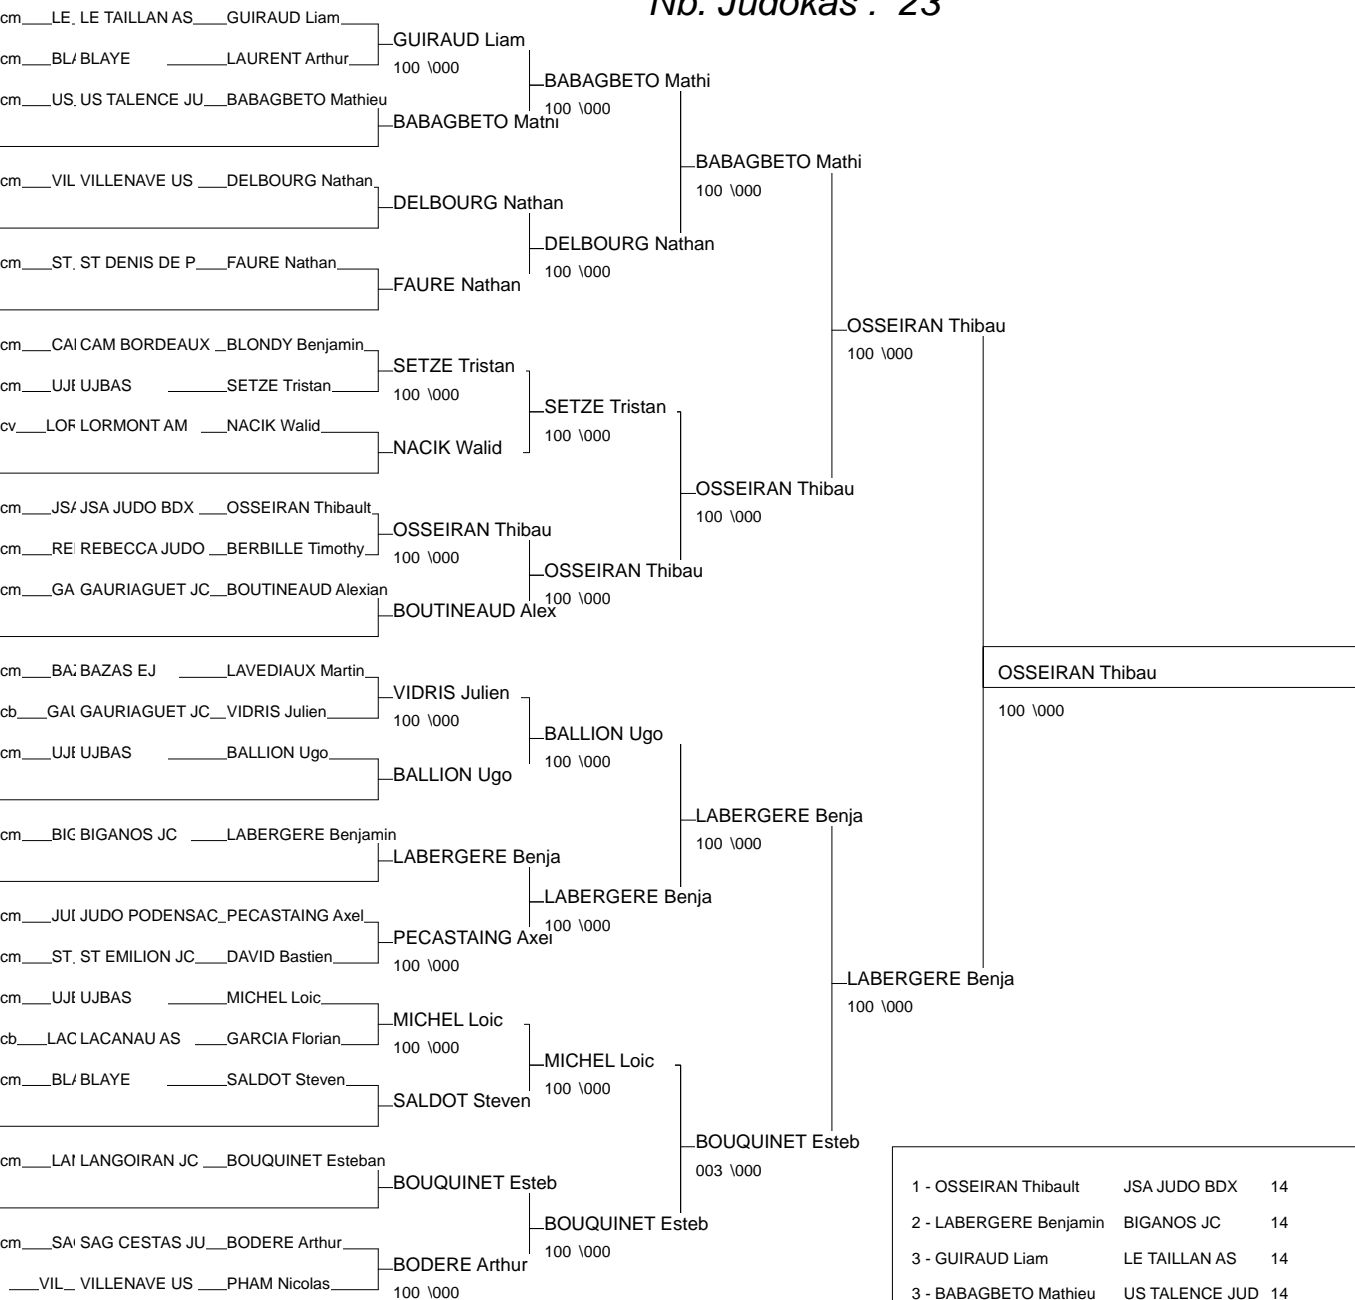 Nb. Judokas : 23
cm LE LE TAILLAN AS GUIRAUD Liam
GUIRAUD Liam
100 \000
cm BLA BLAYE LAURENT Arthur
BABAGBETO Mathi
100 \000
cm US US TALENCE JU BABAGBETO Mathieu
BABAGBETO Mathi
BABAGBETO Mathi
100 \000
cm VIL VILLENAVE US DELBOURG Nathan
DELBOURG Nathan
DELBOURG Nathan
100 \000
cm ST ST DENIS DE P FAURE Nathan
FAURE Nathan
OSSEIRAN Thibau
100 \000
cm CAM BORDEAUX BLONDY Benjamin
SETZE Tristan
100 \000
cm UJB UJBAS SETZE Tristan
SETZE Tristan
100 \000
cv LOR LORMONT AM NACIK Walid
NACIK Walid
OSSEIRAN Thibau
100 \000
cm JSA JSA JUDO BDX OSSEIRAN Thibault
OSSEIRAN Thibau
100 \000
cm RE REBECCA JUDO BERBILLE Timothy
OSSEIRAN Thibau
100 \000
cm GA GAURIAGUET JC BOUTINEAUD Alexian
BOUTINEAUD Alex
cm BAZ BAZAS EJ LAVEDIAUX Martin
OSSEIRAN Thibau
100 \000
VIDRIS Julien
100 \000
cb GAU GAURIAGUET JC VIDRIS Julien
BALLION Ugo
100 \000
cm UJB UJBAS BALLION Ugo
BALLION Ugo
LABERGERE Benja
100 \000
cm BIG BIGANOS JC LABERGERE Benjamin
LABERGERE Benja
LABERGERE Benja
100 \000
cm JUD JUDO PODENSAC PECASTAING Axel
PECASTAING Axel
100 \000
cm ST ST EMILION JC DAVID Bastien
LABERGERE Benja
100 \000
cm UJB UJBAS MICHEL Loic
MICHEL Loic
100 \000
cb LAC LACANAU AS GARCIA Florian
MICHEL Loic
100 \000
cm BLA BLAYE SALDOT Steven
SALDOT Steven
BOUQUINET Esteb
003 \000
cm LAN LANGOIRAN JC BOUQUINET Esteban
BOUQUINET Esteb
BOUQUINET Esteb
100 \000
cm SAG SAG CESTAS JU BODERE Arthur
BODERE Arthur
100 \000
VIL VILLENAVE US PHAM Nicolas
1 - OSSEIRAN Thibault JSA JUDO BDX 14
2 - LABERGERE Benjamin BIGANOS JC 14
3 - GUIRAUD Liam LE TAILLAN AS 14
3 - BABAGBETO Mathieu US TALENCE JUD 14